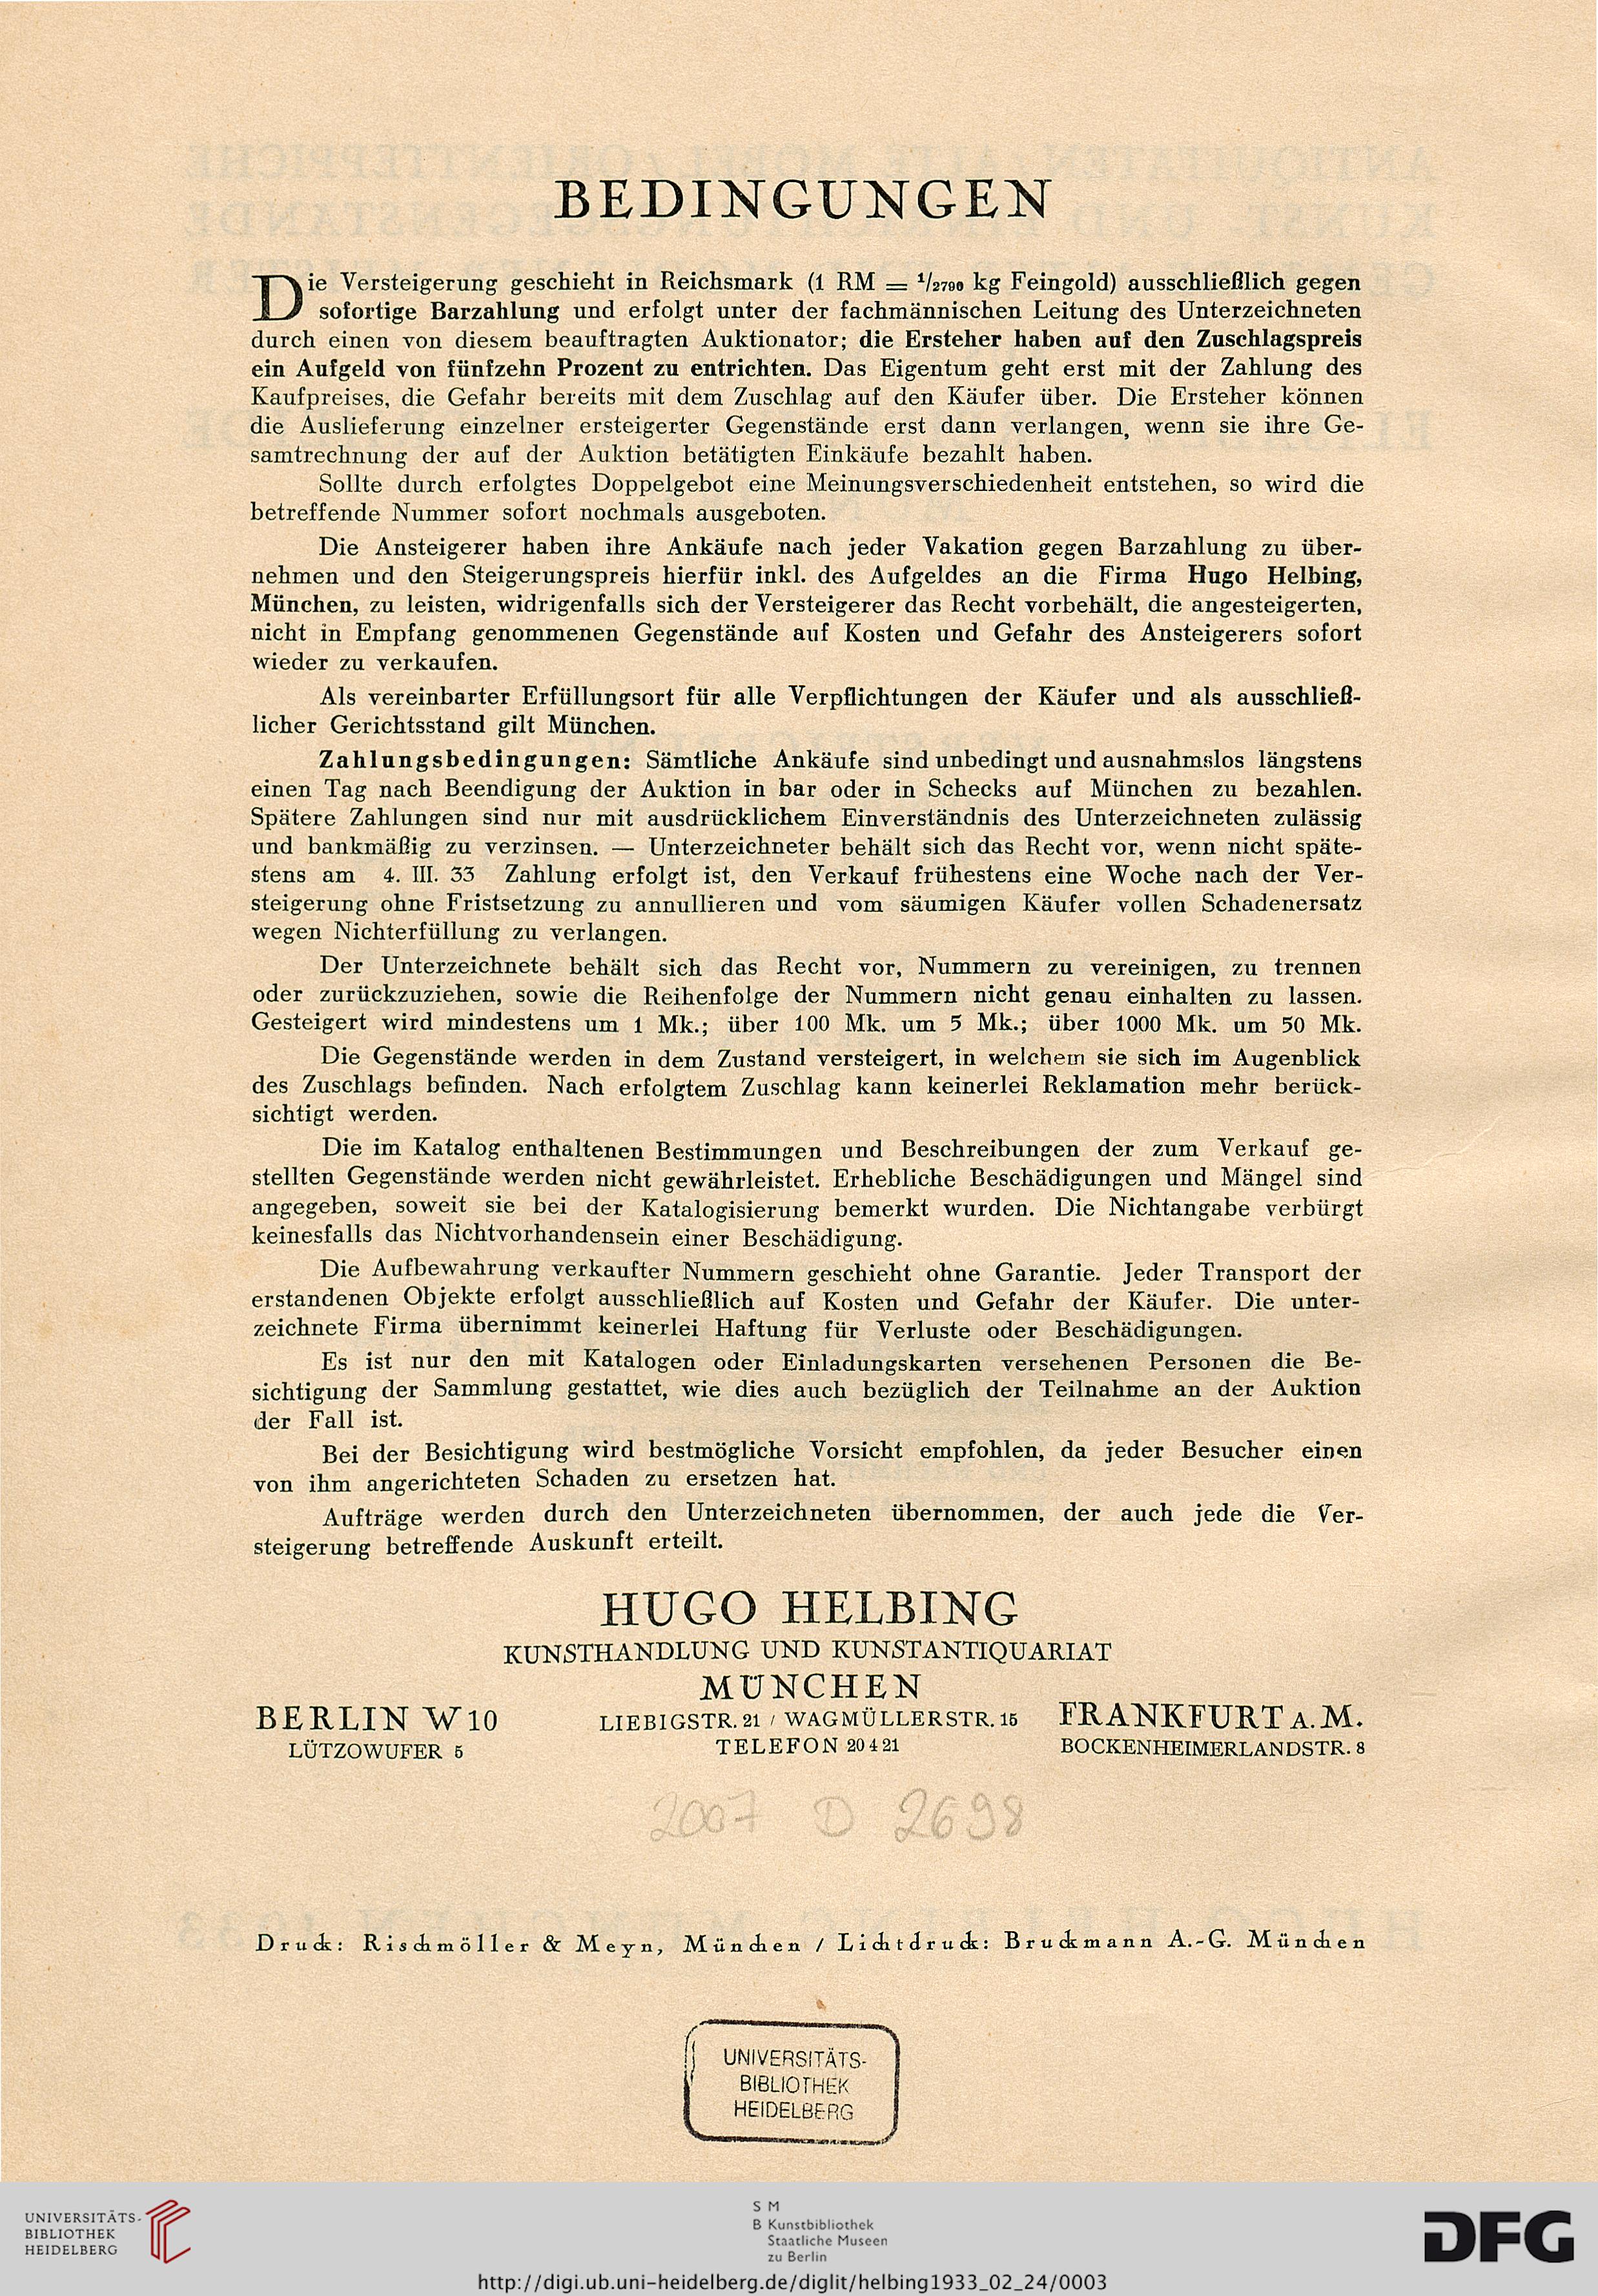 BEDINGUNGEN
Die Versteigerung geschieht in Reichsmark (1 RM = 1/2790 kg Feingold) ausschließlich gegen
sofortige Barzahlung und erfolgt unter der fachmännischen Leitung des Unterzeichneten
durch einen von diesem beauftragten Auktionator; die Ersteher haben auf den Zuschlagspreis
ein Aufgeld von fünfzehn Prozent zu entrichten. Das Eigentum geht erst mit der Zahlung des
Kaufpreises, die Gefahr bereits mit dem Zuschlag auf den Käufer über. Die Ersteher können
die Auslieferung einzelner ersteigerter Gegenstände erst dann verlangen, wenn sie ihre Ge-
samtrechnung der auf der Auktion betätigten Einkäufe bezahlt haben.
Sollte durch erfolgtes Doppelgebot eine Meinungsverschiedenheit entstehen, so wird die
betreffende Nummer sofort nochmals ausgeboten.
Die Ansteigerer haben ihre Ankäufe nach jeder Vakation gegen Barzahlung zu über-
nehmen und den Steigerungspreis hierfür inkl. des Aufgeldes an die Firma Hugo Helbing,
München, zu leisten, widrigenfalls sich der Versteigerer das Recht vorbehält, die angesteigerten,
nicht in Empfang genommenen Gegenstände auf Kosten und Gefahr des Ansteigerers sofort
wieder zu verkaufen.
Als vereinbarter Erfüllungsort für alle Verpflichtungen der Käufer und als ausschließ-
licher Gerichtsstand gilt München.
Zahlungsbedingungen: Sämtliche Ankäufe sind unbedingt und ausnahmslos längstens
einen Tag nach Beendigung der Auktion in bar oder in Schecks auf München zu bezahlen.
Spätere Zahlungen sind nur mit ausdrücklichem Einverständnis des Unterzeichneten zulässig
und bankmäßig zu verzinsen. — Unterzeichneter behält sich das Recht vor, wenn nicht späte-
stens am 4. III. 33 Zahlung erfolgt ist, den Verkauf frühestens eine Woche nach der Ver-
steigerung ohne Fristsetzung zu annullieren und vom säumigen Käufer vollen Schadenersatz
wegen Nichterfüllung zu verlangen.
Der Unterzeichnete behält sich das Recht vor, Nummern zu vereinigen, zu trennen
oder zurückzuziehen, sowie die Reihenfolge der Nummern nicht genau einhalten zu lassen.
Gesteigert wird mindestens um 1 Mk.; über 100 Mk. um 5 Mk.; über 1000 Mk. um 50 Mk.
Die Gegenstände werden in dem Zustand versteigert, in welchem sie sich im Augenblick
des Zuschlags befinden. Nach erfolgtem Zuschlag kann keinerlei Reklamation mehr berück-
sichtigt werden.
Die im Katalog enthaltenen Bestimmungen und Beschreibungen der zum Verkauf ge-
stellten Gegenstände werden nicht gewährleistet. Erhebliche Beschädigungen und Mängel sind
angegeben, soweit sie bei der Katalogisierung bemerkt wurden. Die Nichtangabe verbürgt
keinesfalls das Nichtvorhandensein einer Beschädigung.
Die Aufbewahrung verkaufter Nummern geschieht ohne Garantie. Jeder Transport der
erstandenen Objekte erfolgt ausschließlich auf Kosten und Gefahr der Käufer. Die unter-
zeichnete Firma übernimmt keinerlei Haftung für Verluste oder Beschädigungen.
Es ist nur den mit Katalogen oder Einladungskarten versehenen Personen die Be-
sichtigung der Sammlung gestattet, wie dies auch bezüglich der Teilnahme an der Auktion
der Fall ist.
Bei der Besichtigung wird bestmögliche Vorsicht empfohlen, da jeder Besucher einen
von ihm angerichteten Schaden zu ersetzen hat.
Aufträge werden durch den Unterzeichneten übernommen, der auch jede die Ver-
steigerung betreffende Auskunft erteilt.
HUGO HELBING
KUNSTHANDLUNG UND KUNSTANTIQUARIAT
MÜNCHEN
BERLIN W 10
LÜTZOWUFER 5
LIEBIGSTR. 21 / WAGMÜLLERSTR. 15
TELEFON 20421
FRANKFURT A. M.
BOCKENHEIMERLANDSTR. 8
2007 D 2698
Druck: Rischmöller & Meyn, München / Lichtdruck: Bruckmann A.-G. München
UNIVERSITÄTS-
BIBLIOTHEK
HEIDELBERG
UNIVERSITÄTS-
BIBLIOTHEK
HEIDELBERG
S M
B Kunstbibliothek
Staatliche Museen
zu Berlin
DFG
http://digi.ub.uni-heidelberg.de/diglit/helbing1933_02_24/0003